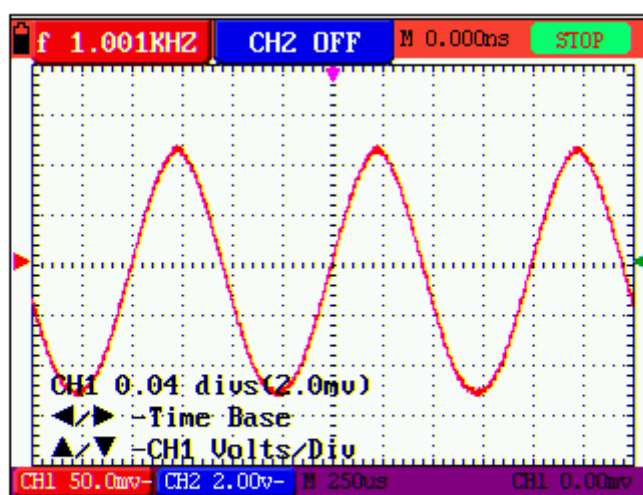 f 1.001KHZ CH2 OFF M 0.000ns STOP
CH1 0.04 divs(2.0mv)
◀/▶ -Time Base
▲/▼ -CH1 Volts/Div
CH1 50.0mv- CH2 2.00v- M 250us CH1 0.00mv